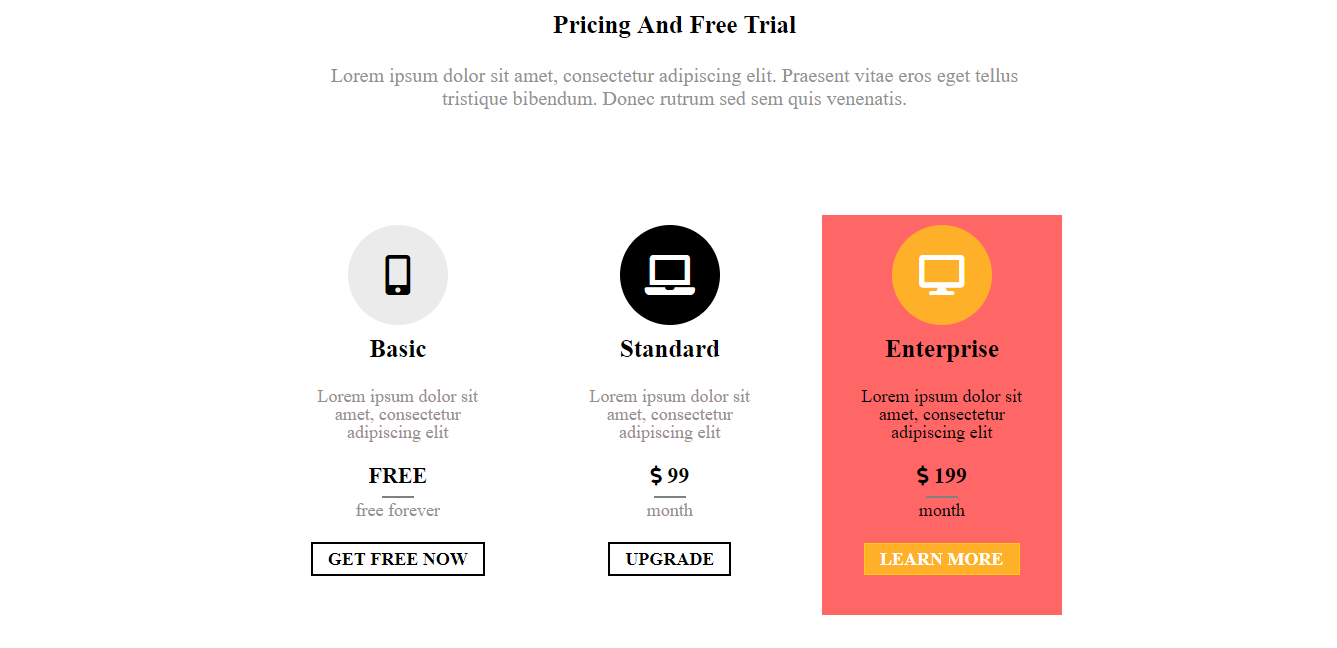 Pricing And Free Trial
Lorem ipsum dolor sit amet, consectetur adipiscing elit. Praesent vitae eros eget tellus
tristique bibendum. Donec rutrum sed sem quis venenatis.
Basic
Lorem ipsum dolor sit
amet, consectetur
adipiscing elit
FREE
free forever
GET FREE NOW
Standard
Lorem ipsum dolor sit
amet, consectetur
adipiscing elit
$ 99
month
UPGRADE
Enterprise
Lorem ipsum dolor sit
amet, consectetur
adipiscing elit
$ 199
month
LEARN MORE